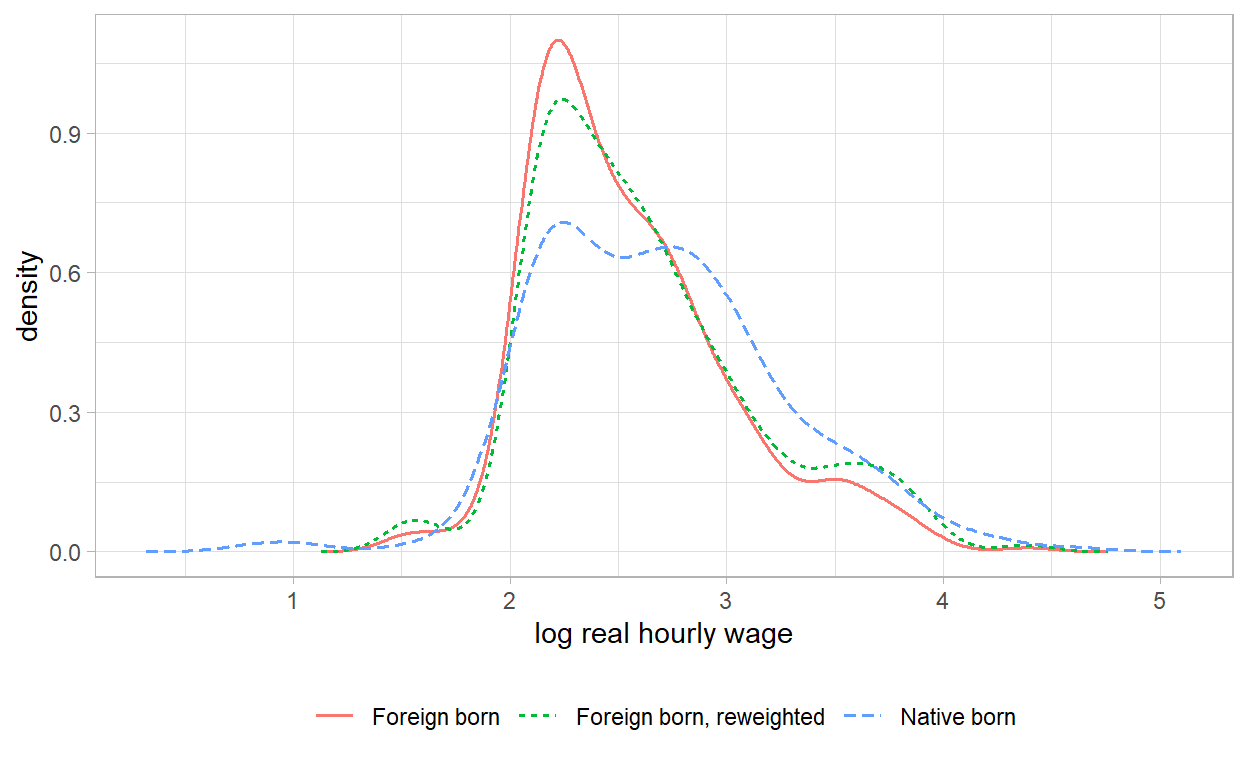 density
0.9
0.6
0.3
0.0
1 2 3 4 5
log real hourly wage
Foreign born Foreign born, reweighted Native born